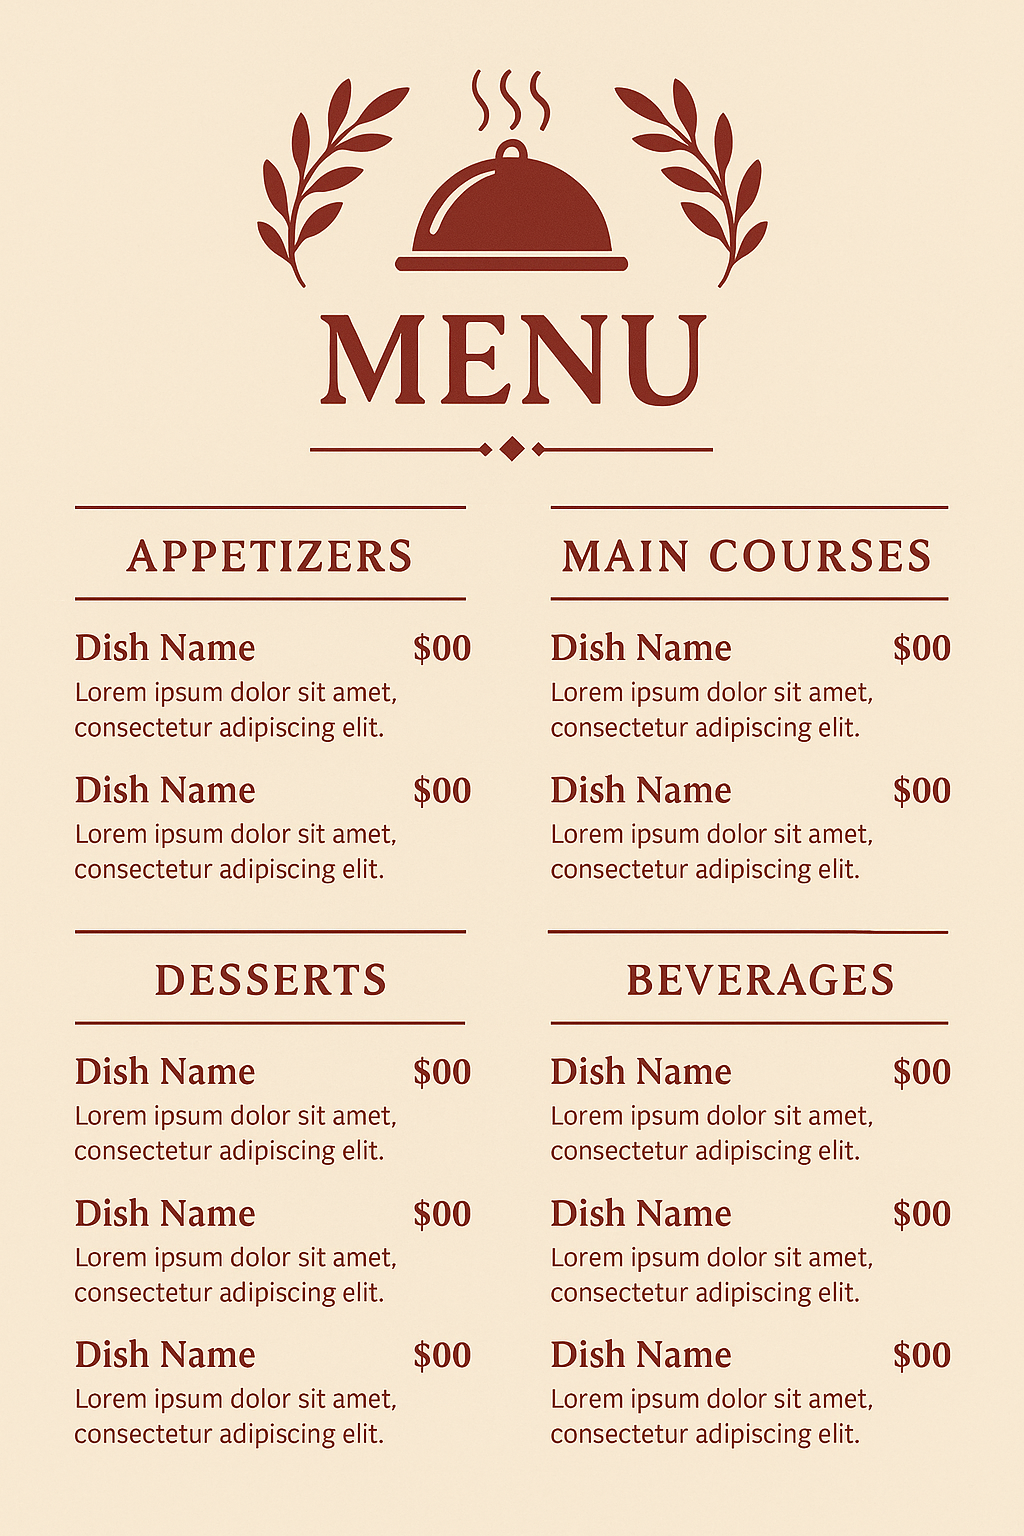 MENU
APPETIZERS
Dish Name $00
Lorem ipsum dolor sit amet,
consectetur adipiscing elit.
Dish Name $00
Lorem ipsum dolor sit amet,
consectetur adipiscing elit.
MAIN COURSES
Dish Name $00
Lorem ipsum dolor sit amet,
consectetur adipiscing elit.
Dish Name $00
Lorem ipsum dolor sit amet,
consectetur adipiscing elit.
DESSERTS
Dish Name $00
Lorem ipsum dolor sit amet,
consectetur adipiscing elit.
Dish Name $00
Lorem ipsum dolor sit amet,
consectetur adipiscing elit.
Dish Name $00
Lorem ipsum dolor sit amet,
consectetur adipiscing elit.
BEVERAGES
Dish Name $00
Lorem ipsum dolor sit amet,
consectetur adipiscing elit.
Dish Name $00
Lorem ipsum dolor sit amet,
consectetur adipiscing elit.
Dish Name $00
Lorem ipsum dolor sit amet,
consectetur adipiscing elit.